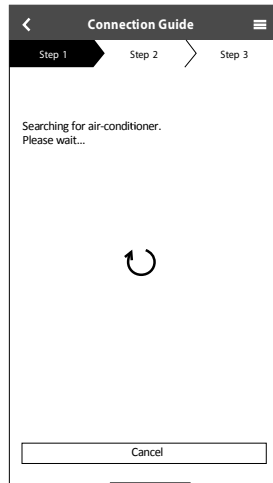 Connection Guide
Step 1 Step 2 Step 3
Searching for air-conditioner.
Please wait...
Cancel